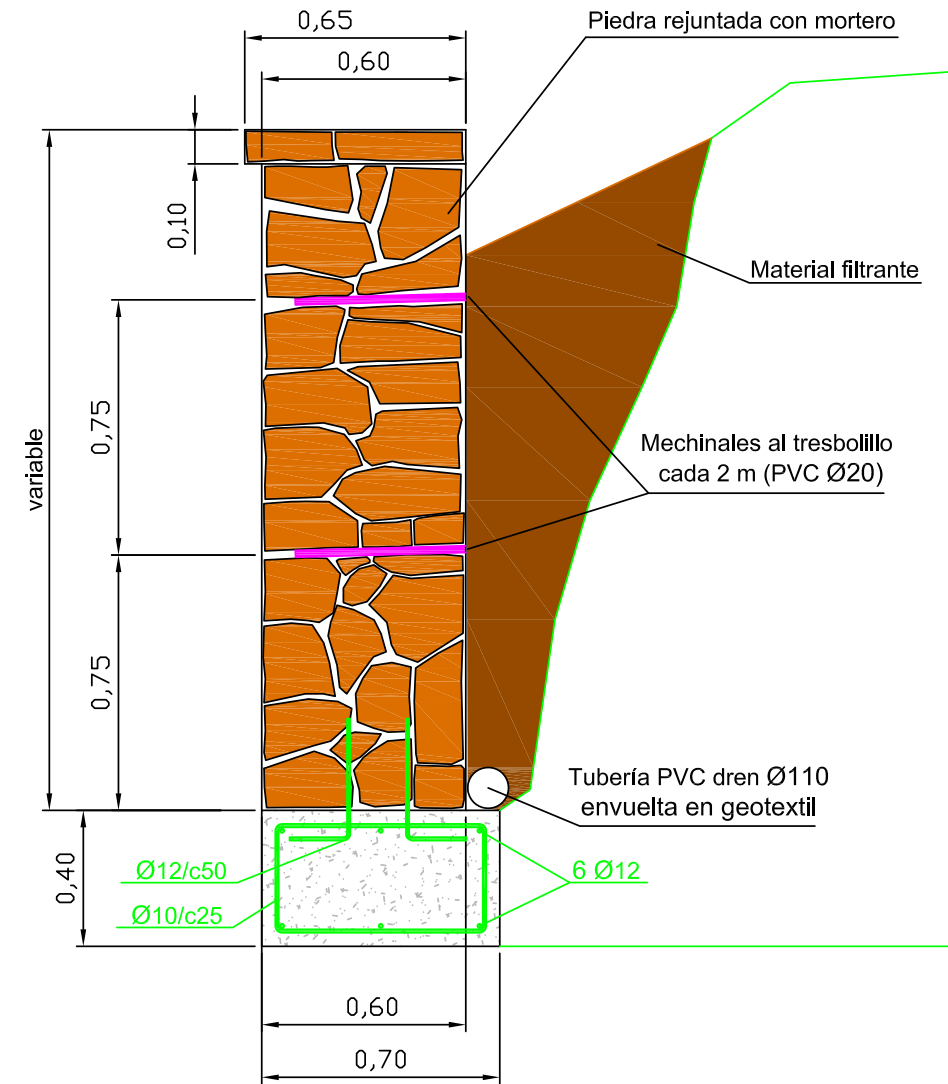 0,65
Piedra rejuntada con mortero
0,60
0,10
Material filtrante
variable
0,75
Mechinales al tresbolillo
cada 2 m (PVC Ø20)
0,75
Tubería PVC dren Ø110
envuelta en geotextil
0,40
Ø12/c50
6 Ø12
Ø10/c25
0,60
0,70